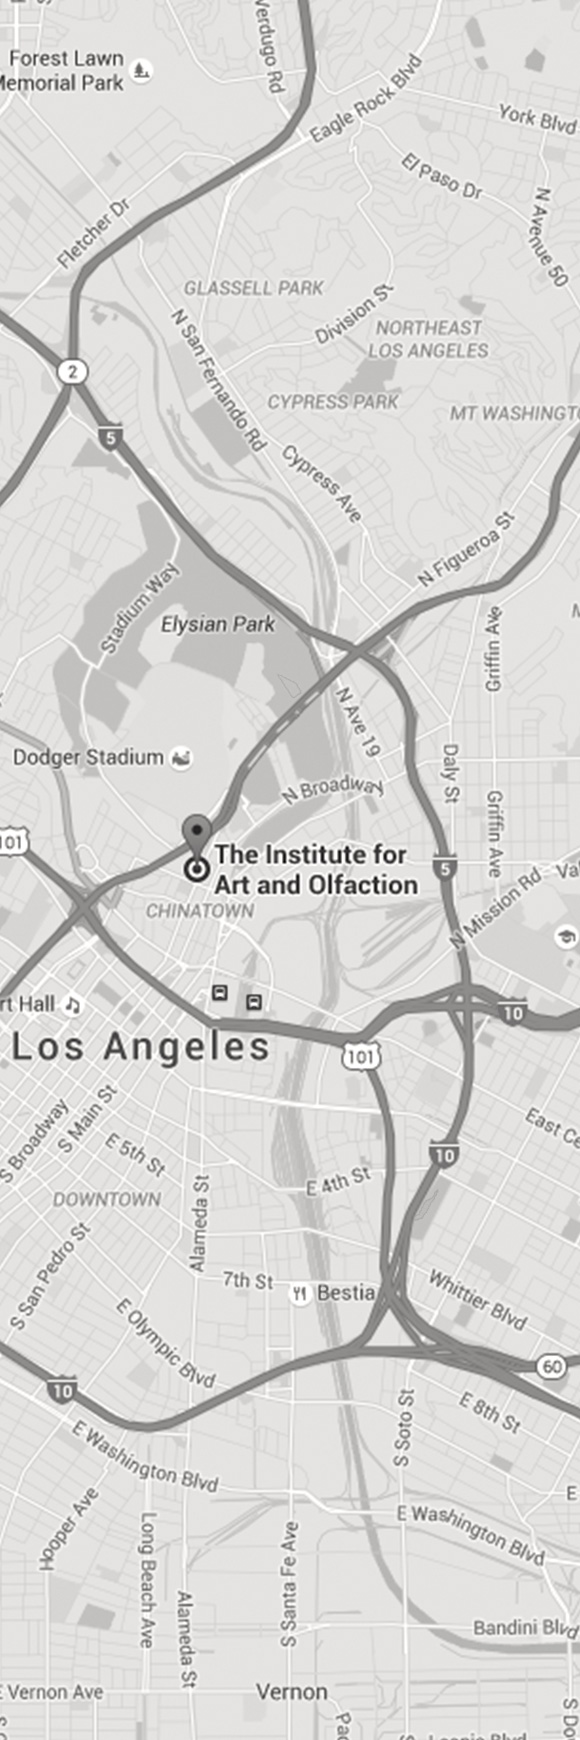 Verdugo Rd
Forest Lawn
Memorial Park
Eagle Rock Blvd
York Blvd
El Paso Dr
N Avenue 50
Fletcher Dr
GLASSELL PARK
Division St
NORTHEAST
LOS ANGELES
N San Fernando Rd
2
CYPRESS PARK
MT WASHINGT
5
Cypress Ave
N Figueroa St
Stadium Way
Elysian Park
Griffin Ave
N Ave 19
Dodger Stadium
Daly St
N Broadway
Griffin Ave
101
The Institute for
Art and Olfaction
5
Va
CHINATOWN
N Mission Rd
rt Hall
10
Los Angeles
101
S Broadway
S Main St
E 5th St
East Ce
10
E 4th St
DOWNTOWN
Alameda St
S San Pedro St
7th St
Bestia
Whittier Blvd
E Olympic Blvd
60
10
S Soto St
E 8th St
E Washington Blvd
E
Hooper Ave
Long Beach Ave
Alameda St
S Santa Fe Ave
E Washington Blvd
Bandini Blvd
E Vernon Ave
Vernon
Pac
S Do